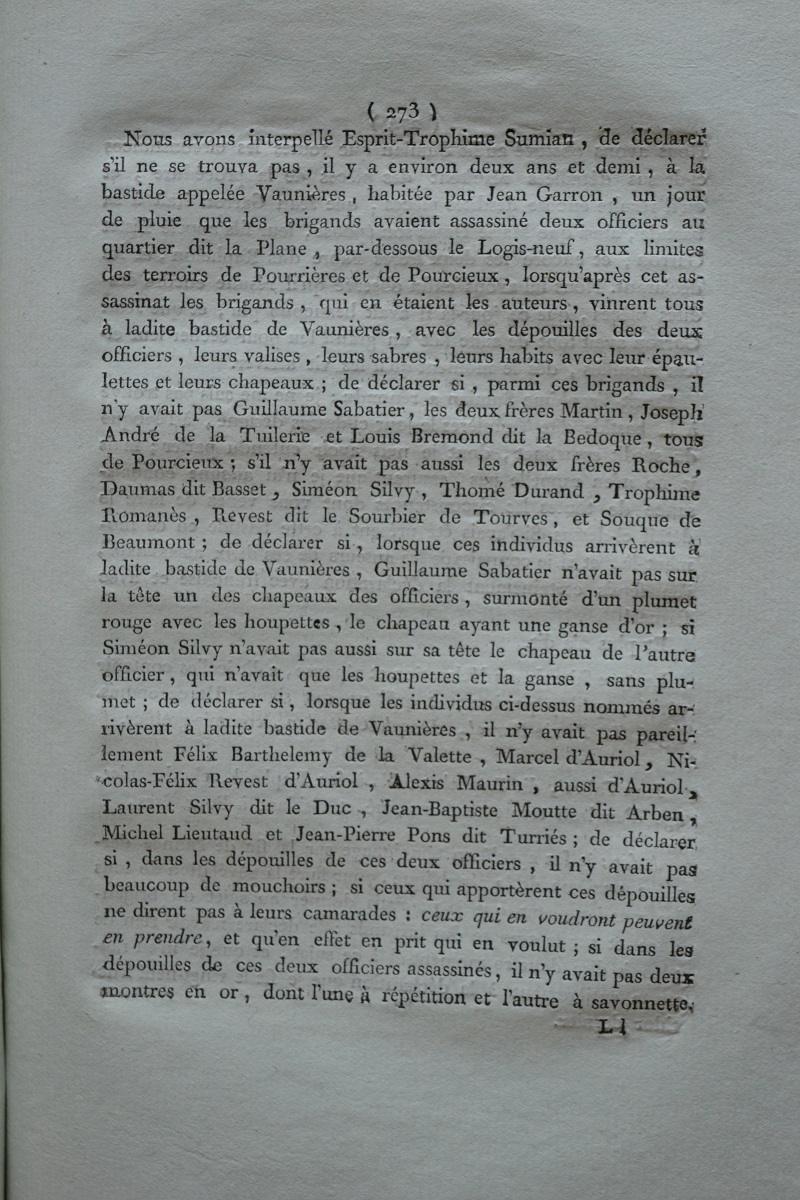 ( 273 )
Nous avons interpellé Esprit-Trophime Sumian , de déclarer
s'il ne se trouva pas , il y a environ deux ans et demi , à la
bastide appelée Vaunières , habitée par Jean Garron , un jour
de pluie que les brigands avaient assassiné deux officiers au
quartier dit la Plane , par-dessous le Logis-neuf , aux limites
des terroirs de Pourrières et de Pourcieux , lorsqu'après cet as-
sassinat les brigands , qui en étaient les auteurs , vinrent tous
à ladite bastide de Vaunières , avec les dépouilles des deux
officiers , leurs valises , leurs sabres , leurs habits avec leur épau-
lettes et leurs chapeaux ; de déclarer si , parmi ces brigands , il
n'y avait pas Guillaume Sabatier , les deux frères Martin , Joseph
André de la Tuilerie et Louis Bremond dit la Bedoque , tous
de Pourcieux ; s'il n'y avait pas aussi les deux frères Roche ,
Daumas dit Basset , Siméon Silvy , Thomé Durand , Trophime
Romanès , Revest dit le Sourbier de Tourves , et Souque de
Beaumont ; de déclarer si , lorsque ces individus arrivèrent à
ladite bastide de Vaunières , Guillaume Sabatier n'avait pas sur
la tête un des chapeaux des officiers , surmonté d'un plumet
rouge avec les houpettes , le chapeau ayant une ganse d'or ; si
Siméon Silvy n'avait pas aussi sur sa tête le chapeau de l'autre
officier , qui n'avait que les houpettes et la ganse , sans plu-
met ; de déclarer si , lorsque les individus ci-dessus nommés ar-
rivèrent à ladite bastide de Vaunières , il n'y avait pas pareil-
lement Félix Barthelemy de la Valette , Marcel d'Auriol , Ni-
colas-Félix Revest d'Auriol , Alexis Maurin , aussi d'Auriol ,
Laurent Silvy dit le Duc , Jean-Baptiste Moutte dit Arben ,
Michel Lieutaud et Jean-Pierre Pons dit Turriés ; de déclarer
si , dans les dépouilles de ces deux officiers , il n'y avait pas
beaucoup de mouchoirs ; si ceux qui apportèrent ces dépouilles
ne dirent pas à leurs camarades : ceux qui en voudront peuvent
en prendre , et qu'en effet en prit qui en voulut ; si dans les
dépouilles de ces deux officiers assassinés , il n'y avait pas deux
montres en or , dont l'une à répétition et l'autre à savonnette.
L l